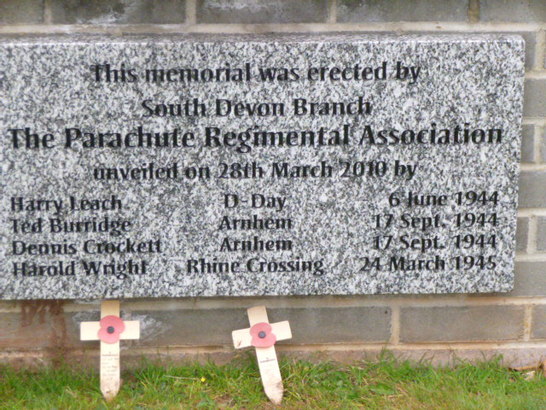 This memorial was erected by
South Devon Branch
The Parachute Regimental Association
unveiled on 28th March 2010 by
Harry Leach D-Day 6 June 1944
Ted Burridge Arnhem 17 Sept. 1944
Dennis Crockett Arnhem 17 Sept. 1944
Harold Wright Rhine Crossing 24 March 1945